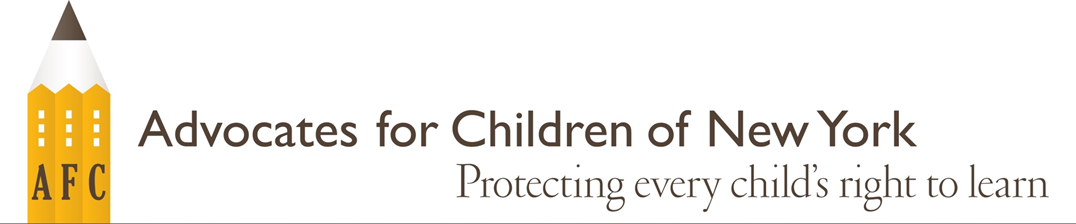 AFC
Advocates for Children of New York
Protecting every child's right to learn